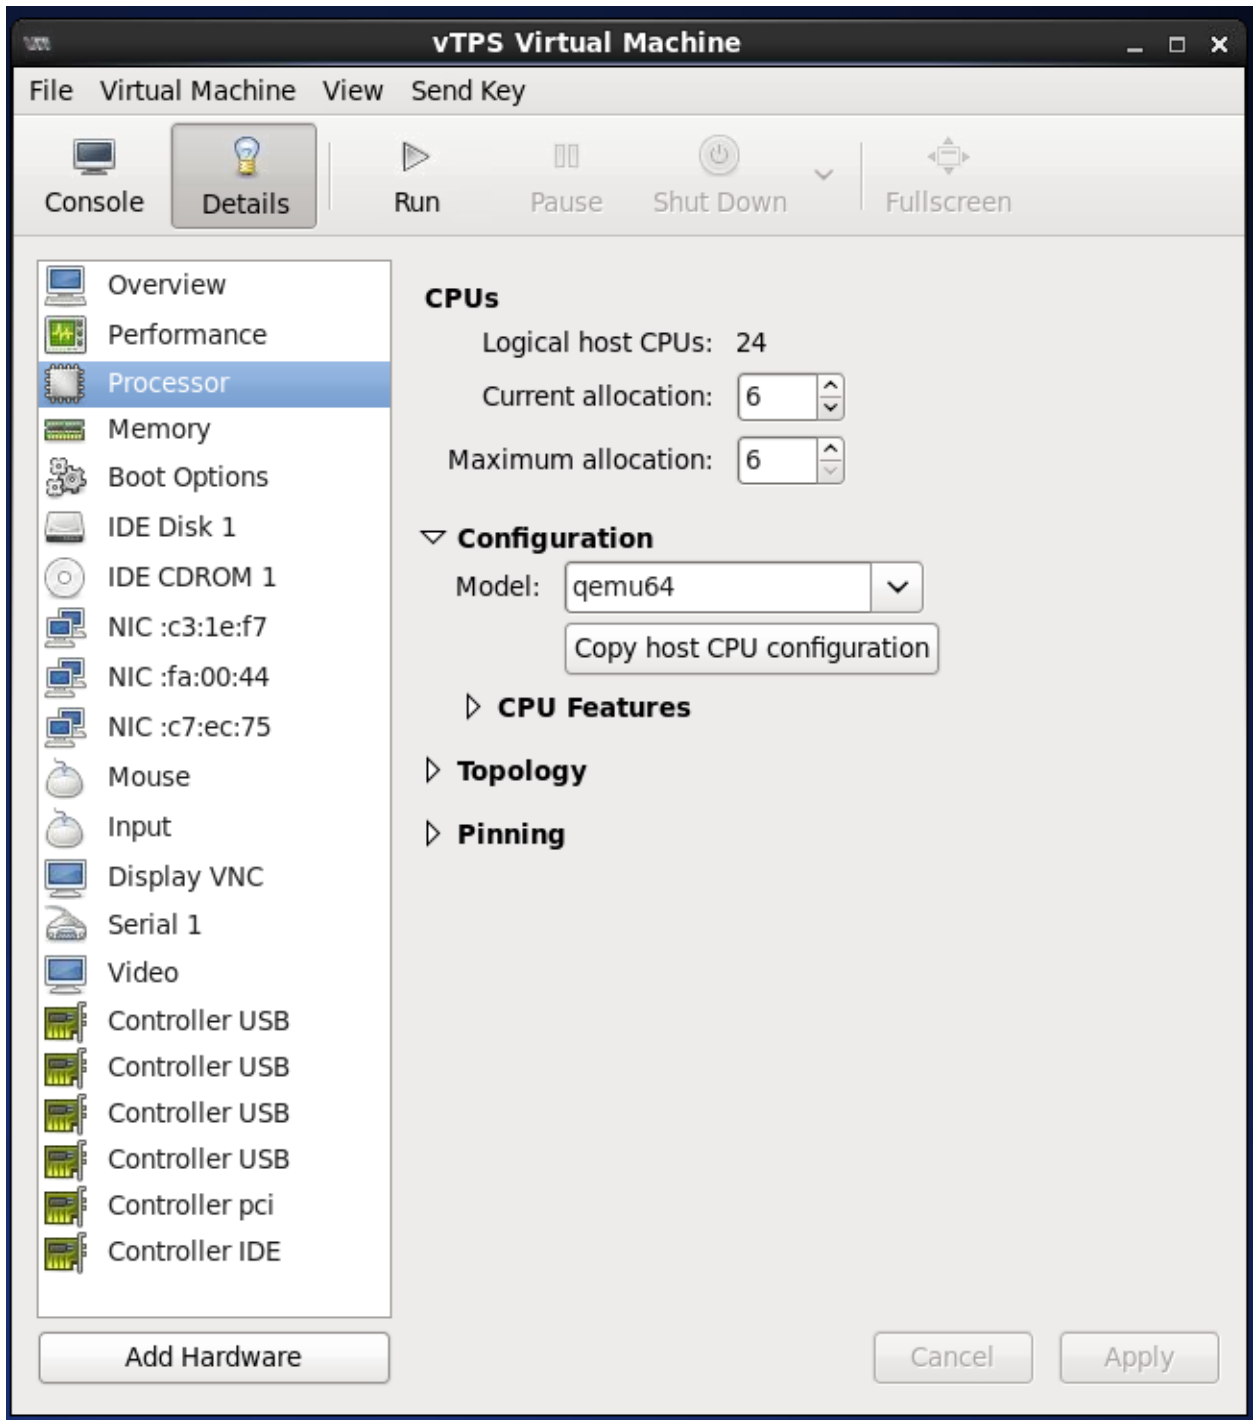 vTPS Virtual Machine
File Virtual Machine View Send Key
Console Details Run Pause Shut Down Fullscreen
Overview
Performance
Processor
Memory
Boot Options
IDE Disk 1
IDE CDROM 1
NIC :c3:1e:f7
NIC :fa:00:44
NIC :c7:ec:75
Mouse
Input
Display VNC
Serial 1
Video
Controller USB
Controller USB
Controller USB
Controller USB
Controller pci
Controller IDE
Add Hardware
CPUs
Logical host CPUs: 24
Current allocation: 6
Maximum allocation: 6
Configuration
Model: qemu64
Copy host CPU configuration
CPU Features
Topology
Pinning
Cancel Apply